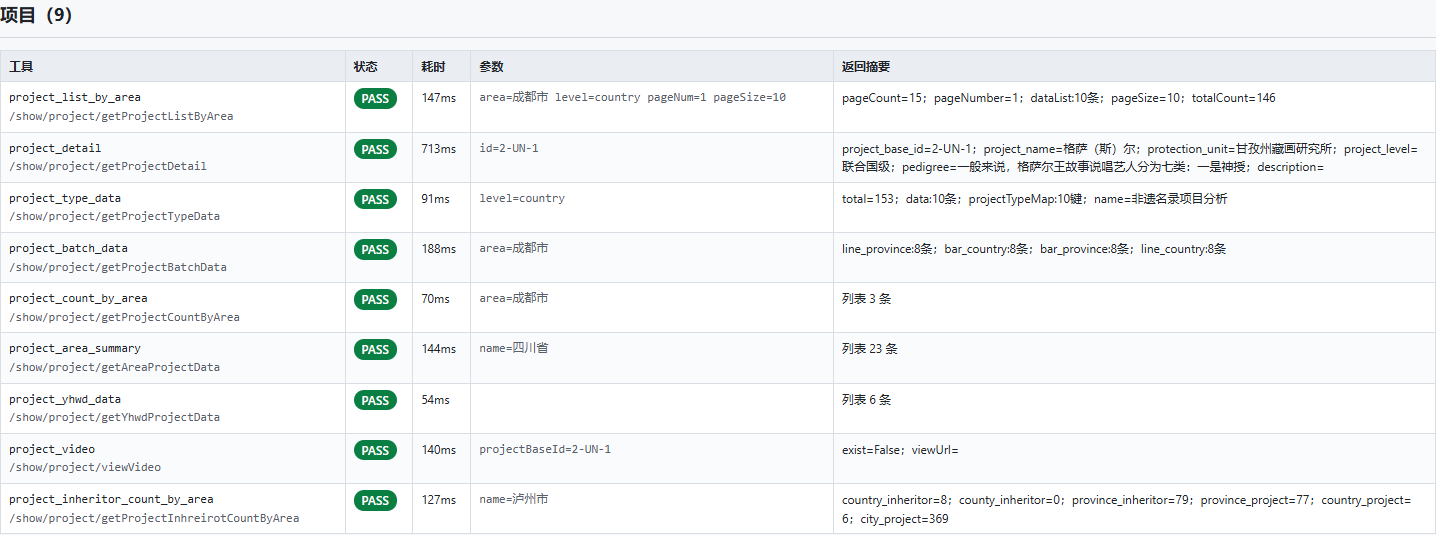 项目（9）
工具 状态 耗时 参数 返回摘要
project_list_by_area PASS 147ms area=成都市 level=country pageNum=1 pageSize=10 pageCount=15；pageNumber=1；dataList:10条；pageSize=10；totalCount=146
/show/project/getProjectListByArea
project_detail PASS 713ms id=2-UN-1 project_base_id=2-UN-1；project_name=格萨（斯）尔；protection_unit=甘孜州藏画研究所；project_level=
/show/project/getProjectDetail 联合国级；pedigree=一般来说，格萨尔王故事说唱艺人分为七类：一是神授；description=
project_type_data PASS 91ms level=country total=153；data:10条；projectTypeMap:10键；name=非遗名录项目分析
/show/project/getProjectTypeData
project_batch_data PASS 188ms area=成都市 line_province:8条；bar_country:8条；bar_province:8条；line_country:8条
/show/project/getProjectBatchData
project_count_by_area PASS 70ms area=成都市 列表 3 条
/show/project/getProjectCountByArea
project_area_summary PASS 144ms name=四川省 列表 23 条
/show/project/getAreaProjectData
project_yhwd_data PASS 54ms 列表 6 条
/show/project/getYhwdProjectData
project_video PASS 140ms projectBaseId=2-UN-1 exist=False；viewUrl=
/show/project/viewVideo
project_inheritor_count_by_area PASS 127ms name=泸州市 country_inheritor=8；county_inheritor=0；province_inheritor=79；province_project=77；country_project=
/show/project/getProjectInhreirotCountByArea 6；city_project=369